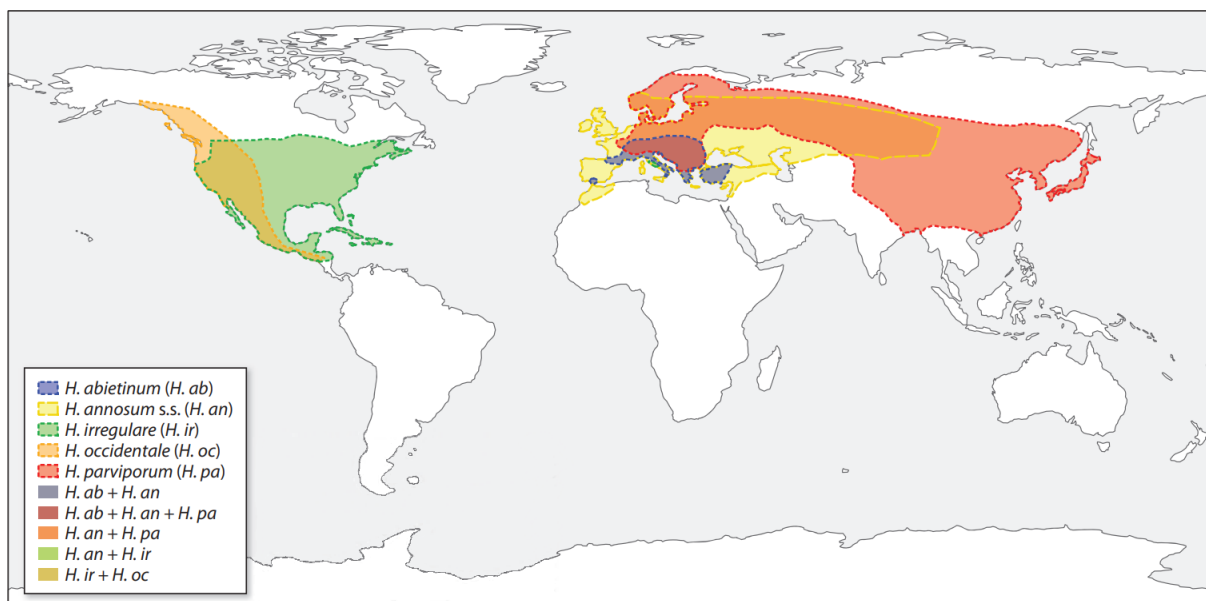 H. abietinum (H. ab)
H. annosum s.s. (H. an)
H. irregulare (H. ir)
H. occidentale (H. oc)
H. parviporum (H. pa)
H. ab + H. an
H. ab + H. an + H. pa
H. an + H. pa
H. an + H. ir
H. ir + H. oc